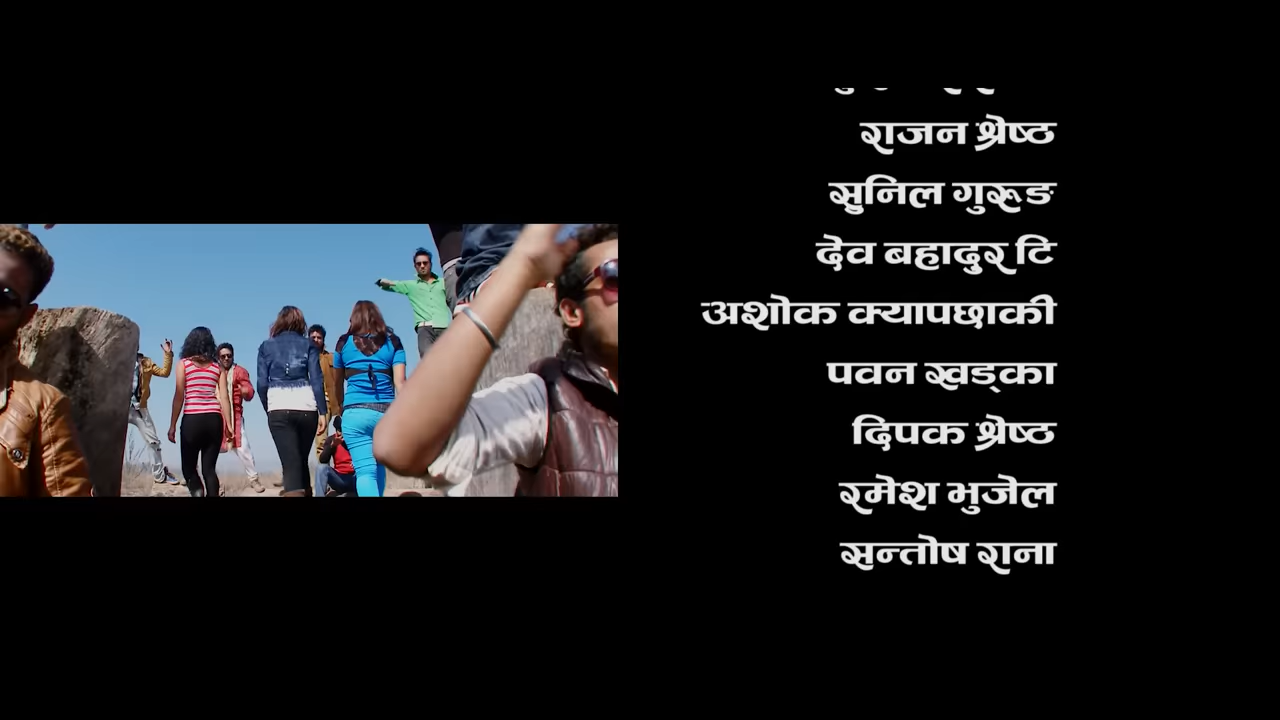 राजन श्रेष्ठ
सुनिल गुरूङ
देव बहादुर टि
अशोक क्यापछाकी
पवन खड्का
दिपक श्रेष्ठ
रमेश भुजेल
सन्तोष राना